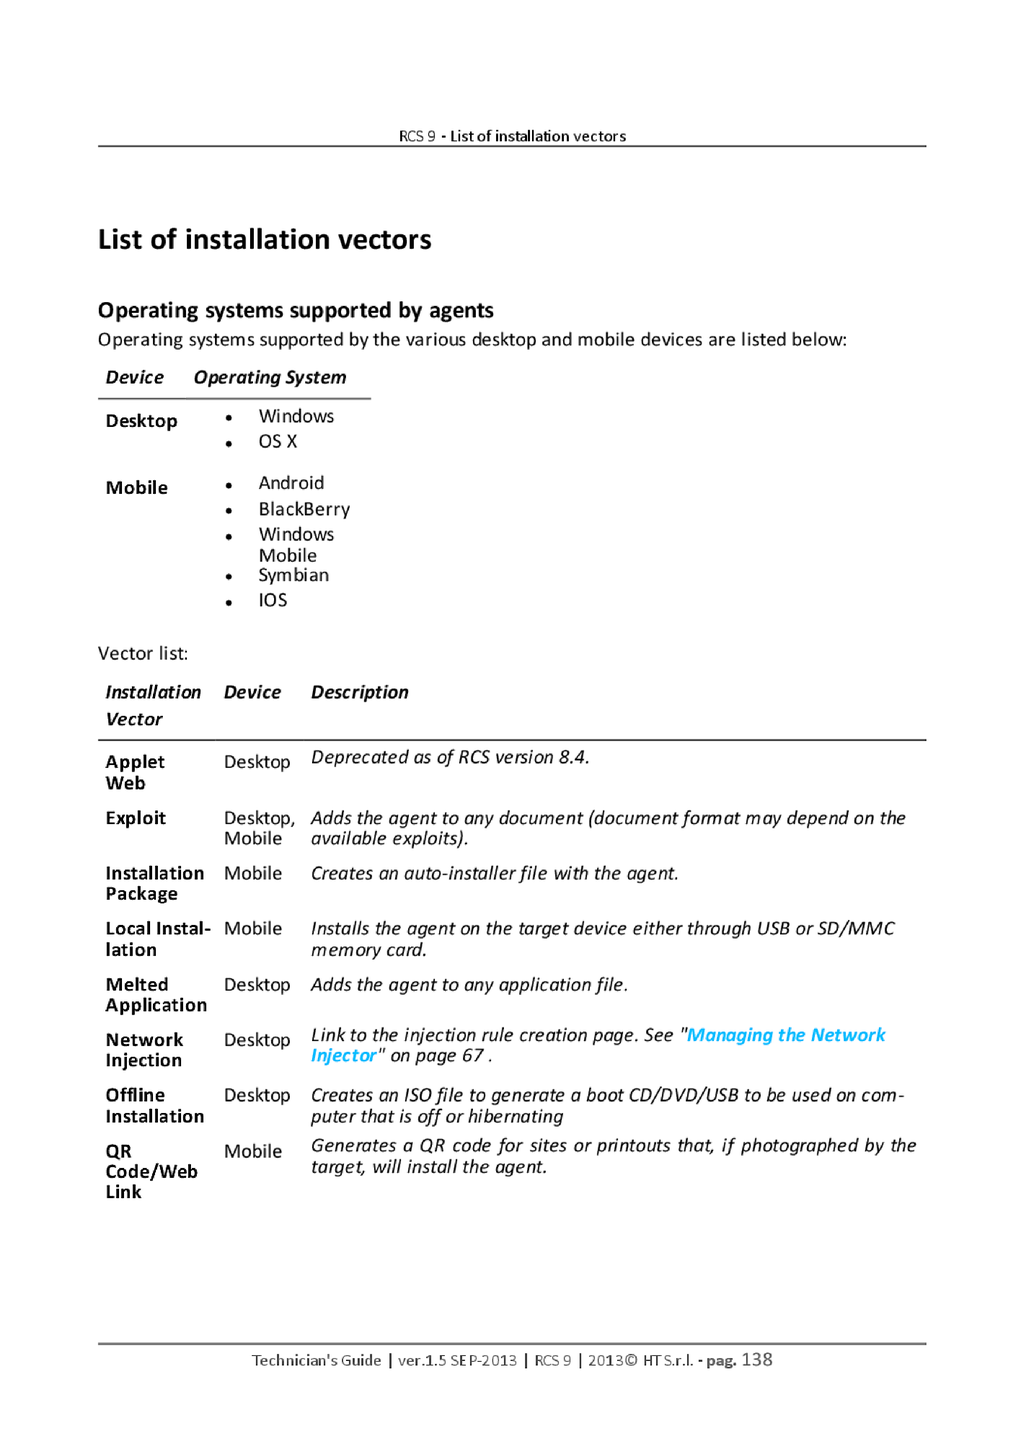 RCS 9 - List of installation vectors
List of installation vectors
Operating systems supported by agents
Operating systems supported by the various desktop and mobile devices are listed below:
Device Operating System
Desktop • Windows
• OS X
Mobile • Android
• BlackBerry
• Windows
Mobile
• Symbian
• IOS
Vector list:
Installation Device Description
Vector
Applet Desktop Deprecated as of RCS version 8.4.
Web
Exploit Desktop, Adds the agent to any document (document format may depend on the
Mobile available exploits).
Installation Mobile Creates an auto-installer file with the agent.
Package
Local Instal- Mobile Installs the agent on the target device either through USB or SD/MMC
lation memory card.
Melted Desktop Adds the agent to any application file.
Application
Network Desktop Link to the injection rule creation page. See "Managing the Network
Injection Injector" on page 67 .
Offline Desktop Creates an ISO file to generate a boot CD/DVD/USB to be used on com-
Installation puter that is off or hibernating
QR Mobile Generates a QR code for sites or printouts that, if photographed by the
Code/Web target, will install the agent.
Link
Technician's Guide | ver.1.5 SEP-2013 | RCS 9 | 2013© HT S.r.l. - pag. 138